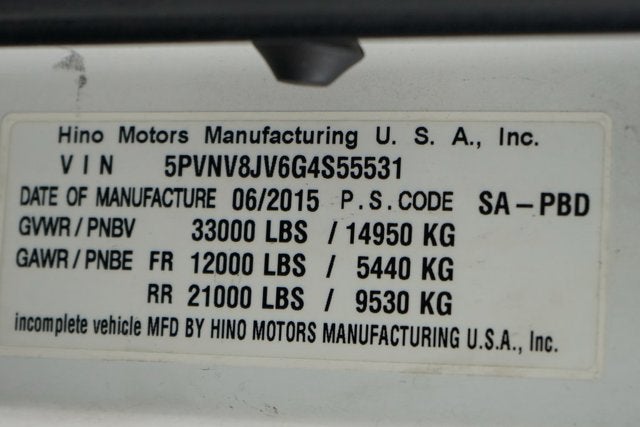 Hino Motors Manufacturing U. S. A., Inc.
VIN 5PVNV8JV6G4S55531
DATE OF MANUFACTURE 06/2015 P.S.CODE SA-PBD
GVWR/PNBV 33000 LBS / 14950 KG
GAWR/PNBE FR 12000 LBS / 5440 KG
RR 21000 LBS / 9530 KG
incomplete vehicle MFD BY HINO MOTORS MANUFACTURING U.S.A., Inc.